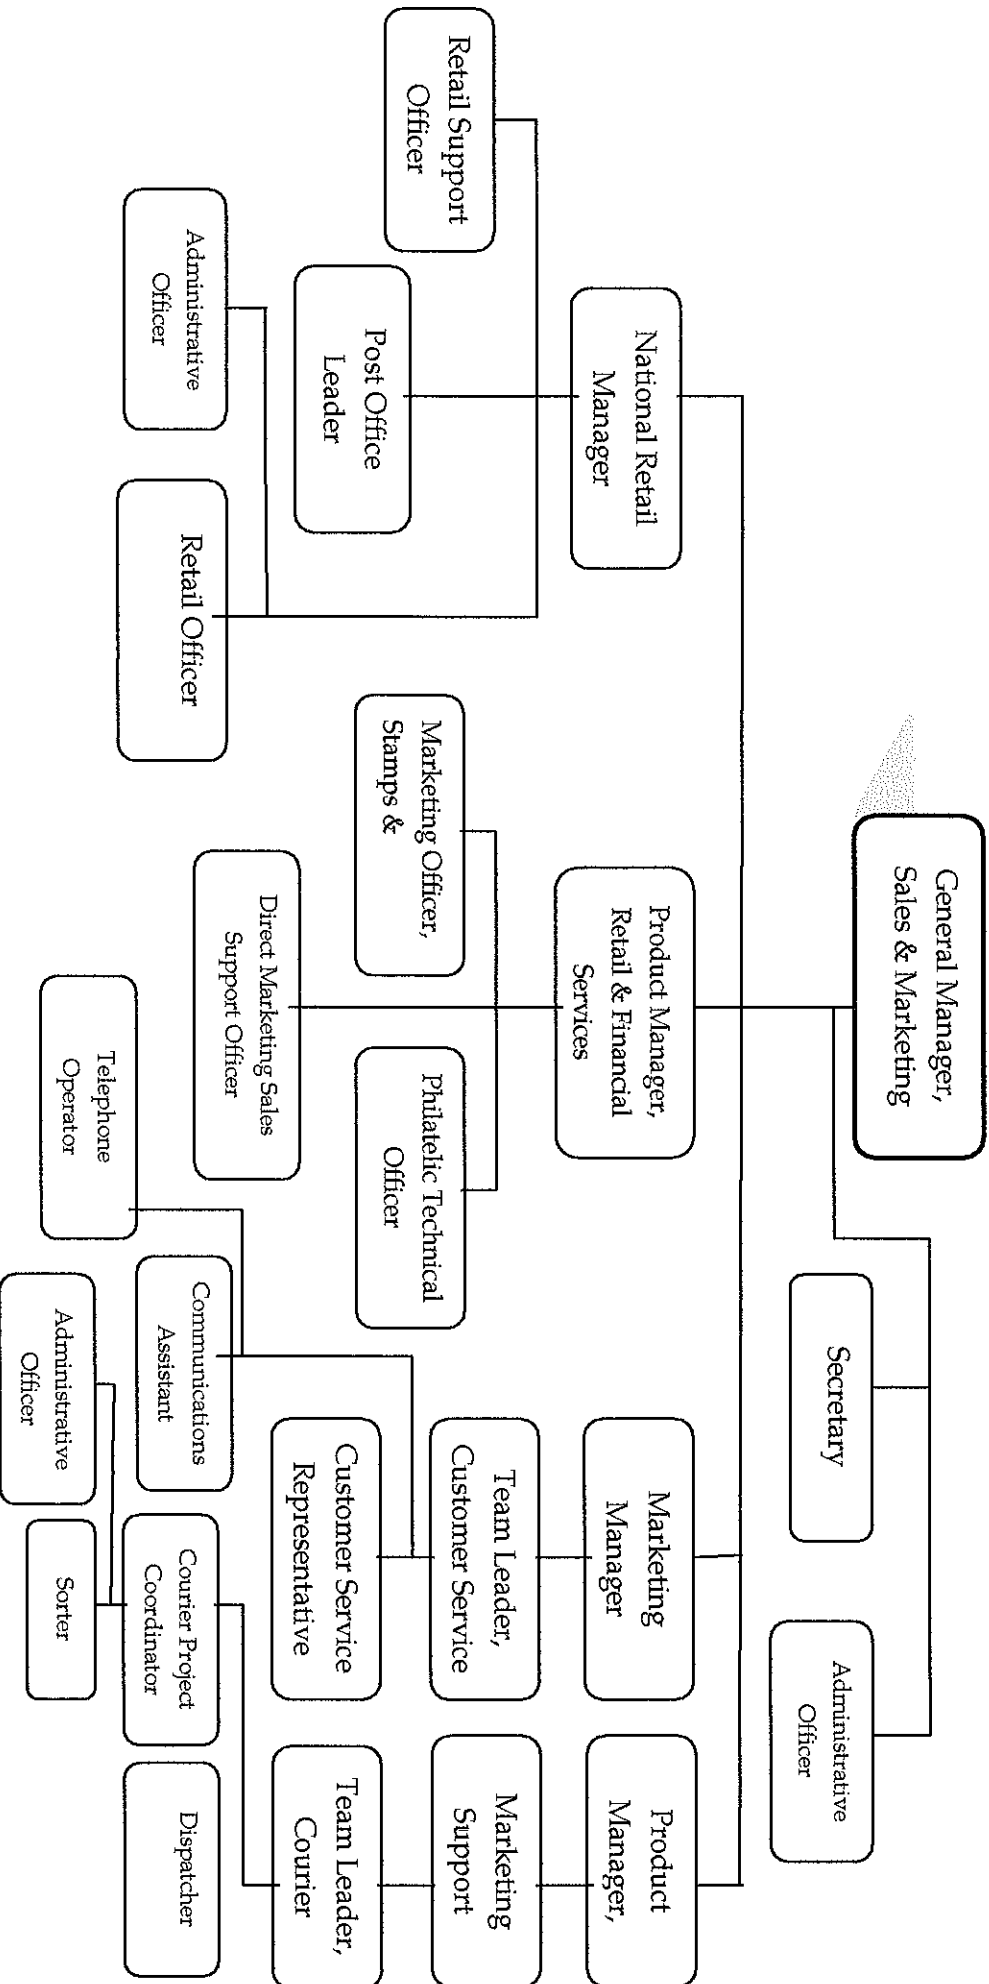 General Manager,
Sales & Marketing
Secretary
Administrative
Officer
National Retail
Manager
Product Manager,
Retail & Financial
Services
Marketing
Manager
Product
Manager,
Retail Support
Officer
Post Office
Leader
Administrative
Officer
Retail Officer
Marketing Officer,
Stamps &
Philatelic Technical
Officer
Direct Marketing Sales
Support Officer
Team Leader,
Customer Service
Customer Service
Representative
Communications
Assistant
Telephone
Operator
Marketing
Support
Team Leader,
Courier
Courier Project
Coordinator
Dispatcher
Administrative
Officer
Sorter